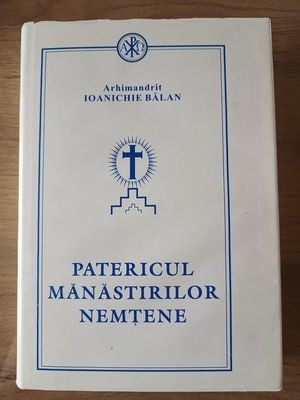 Α Ω
Arhimandrit
IOANICHIE BĂLAN
PATERICUL
MĂNĂSTIRILOR
NEMȚENE